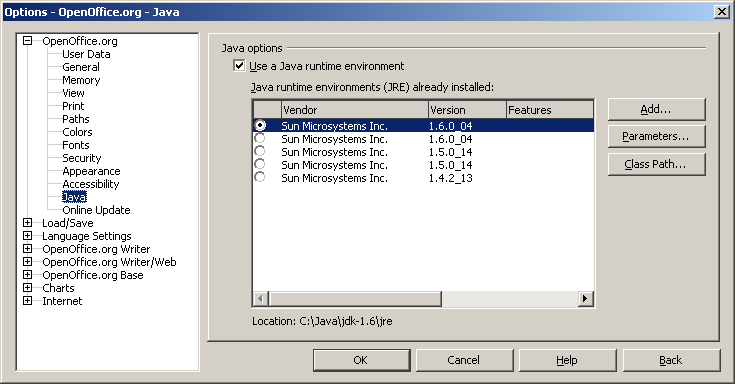 Options - OpenOffice.org - Java
OpenOffice.org
User Data
General
Memory
View
Print
Paths
Colors
Fonts
Security
Appearance
Accessibility
Java
Online Update
Load/Save
Language Settings
OpenOffice.org Writer
OpenOffice.org Writer/Web
OpenOffice.org Base
Charts
Internet
Java options
Use a Java runtime environment
Java runtime environments (JRE) already installed:
Vendor Version Features
Sun Microsystems Inc. 1.6.0_04
Sun Microsystems Inc. 1.6.0_04
Sun Microsystems Inc. 1.5.0_14
Sun Microsystems Inc. 1.5.0_14
Sun Microsystems Inc. 1.4.2_13
Add...
Parameters...
Class Path...
Location: C:\Java\jdk-1.6\jre
OK Cancel Help Back